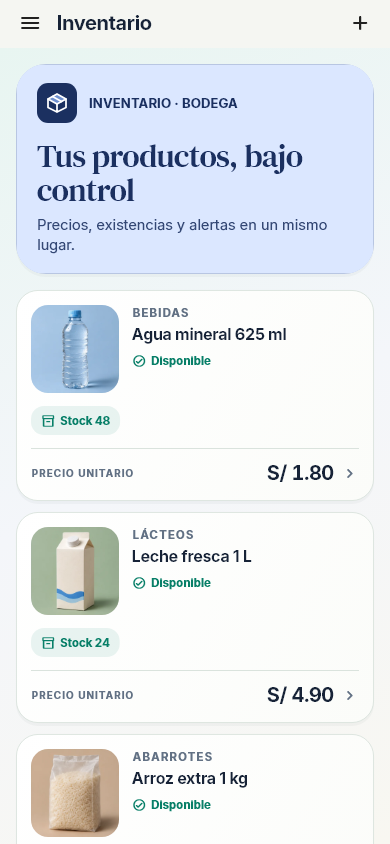 Inventario
INVENTARIO · BODEGA
Tus productos, bajo
control
Precios, existencias y alertas en un mismo
lugar.
BEBIDAS
Agua mineral 625 ml
Disponible
Stock 48
PRECIO UNITARIO
S/ 1.80
LÁCTEOS
Leche fresca 1 L
Disponible
Stock 24
PRECIO UNITARIO
S/ 4.90
ABARROTES
Arroz extra 1 kg
Disponible